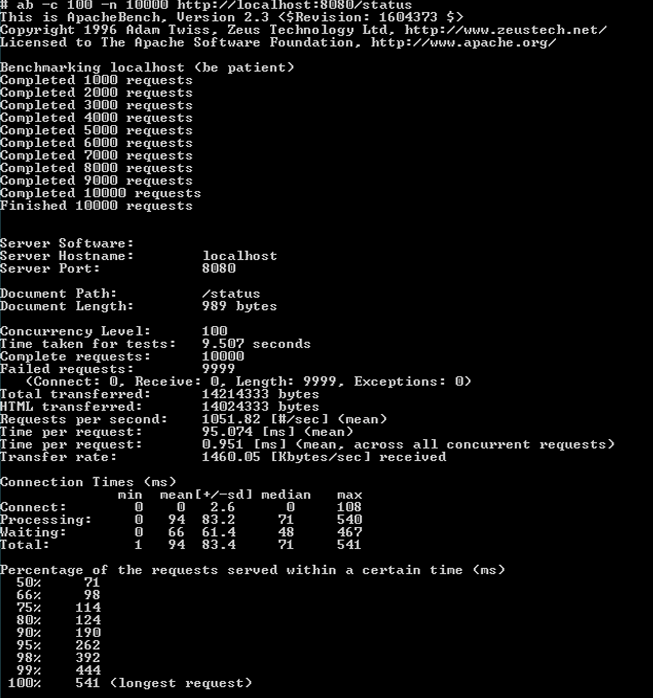 # ab -c 100 -n 10000 http://localhost:8080/status
This is ApacheBench, Version 2.3 <$Revision: 1604373 $>
Copyright 1996 Adam Twiss, Zeus Technology Ltd, http://www.zeustech.net/
Licensed to The Apache Software Foundation, http://www.apache.org/
Benchmarking localhost (be patient)
Completed 1000 requests
Completed 2000 requests
Completed 3000 requests
Completed 4000 requests
Completed 5000 requests
Completed 6000 requests
Completed 7000 requests
Completed 8000 requests
Completed 9000 requests
Completed 10000 requests
Finished 10000 requests
Server Software:
Server Hostname: localhost
Server Port: 8080
Document Path: /status
Document Length: 989 bytes
Concurrency Level: 100
Time taken for tests: 9.507 seconds
Complete requests: 10000
Failed requests: 9999
(Connect: 0, Receive: 0, Length: 9999, Exceptions: 0)
Total transferred: 14214333 bytes
HTML transferred: 14024333 bytes
Requests per second: 1051.82 [#/sec] (mean)
Time per request: 95.074 [ms] (mean)
Time per request: 0.951 [ms] (mean, across all concurrent requests)
Transfer rate: 1460.05 [Kbytes/sec] received
Connection Times (ms)
min mean[+/-sd] median max
Connect: 0 0 2.6 0 108
Processing: 0 94 83.2 71 540
Waiting: 0 66 61.4 48 467
Total: 1 94 83.4 71 541
Percentage of the requests served within a certain time (ms)
50% 71
66% 98
75% 114
80% 124
90% 190
95% 262
98% 392
99% 444
100% 541 (longest request)